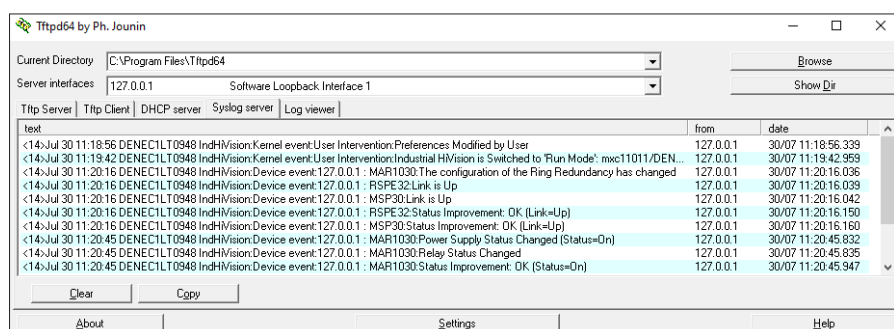 Tftpd64 by Ph. Jounin
Current Directory C:\Program Files\Tftpd64 Browse
Server interfaces 127.0.0.1 Software Loopback Interface 1 Show Dir
Tftp Server Tftp Client DHCP server Syslog server Log viewer
text from date
<14>Jul 30 11:18:56 DENEC1LT0948 IndHiVision:Kernel event:User Intervention:Preferences Modified by User 127.0.0.1 30/07 11:18:56.339
<14>Jul 30 11:19:42 DENEC1LT0948 IndHiVision:Kernel event:User Intervention:Industrial HiVision is Switched to 'Run Mode': mxc11011/DEN... 127.0.0.1 30/07 11:19:42.959
<14>Jul 30 11:20:16 DENEC1LT0948 IndHiVision:Device event:127.0.0.1 : MAR1030:The configuration of the Ring Redundancy has changed 127.0.0.1 30/07 11:20:16.036
<14>Jul 30 11:20:16 DENEC1LT0948 IndHiVision:Device event:127.0.0.1 : RSPE32:Link is Up 127.0.0.1 30/07 11:20:16.039
<14>Jul 30 11:20:16 DENEC1LT0948 IndHiVision:Device event:127.0.0.1 : MSP30:Link is Up 127.0.0.1 30/07 11:20:16.042
<14>Jul 30 11:20:16 DENEC1LT0948 IndHiVision:Device event:127.0.0.1 : RSPE32:Status Improvement: OK (Link=Up) 127.0.0.1 30/07 11:20:16.150
<14>Jul 30 11:20:16 DENEC1LT0948 IndHiVision:Device event:127.0.0.1 : MSP30:Status Improvement: OK (Link=Up) 127.0.0.1 30/07 11:20:16.160
<14>Jul 30 11:20:45 DENEC1LT0948 IndHiVision:Device event:127.0.0.1 : MAR1030:Power Supply Status Changed (Status=On) 127.0.0.1 30/07 11:20:45.832
<14>Jul 30 11:20:45 DENEC1LT0948 IndHiVision:Device event:127.0.0.1 : MAR1030:Relay Status Changed 127.0.0.1 30/07 11:20:45.835
<14>Jul 30 11:20:45 DENEC1LT0948 IndHiVision:Device event:127.0.0.1 : MAR1030:Status Improvement: OK (Status=On) 127.0.0.1 30/07 11:20:45.947
Clear Copy
About Settings Help